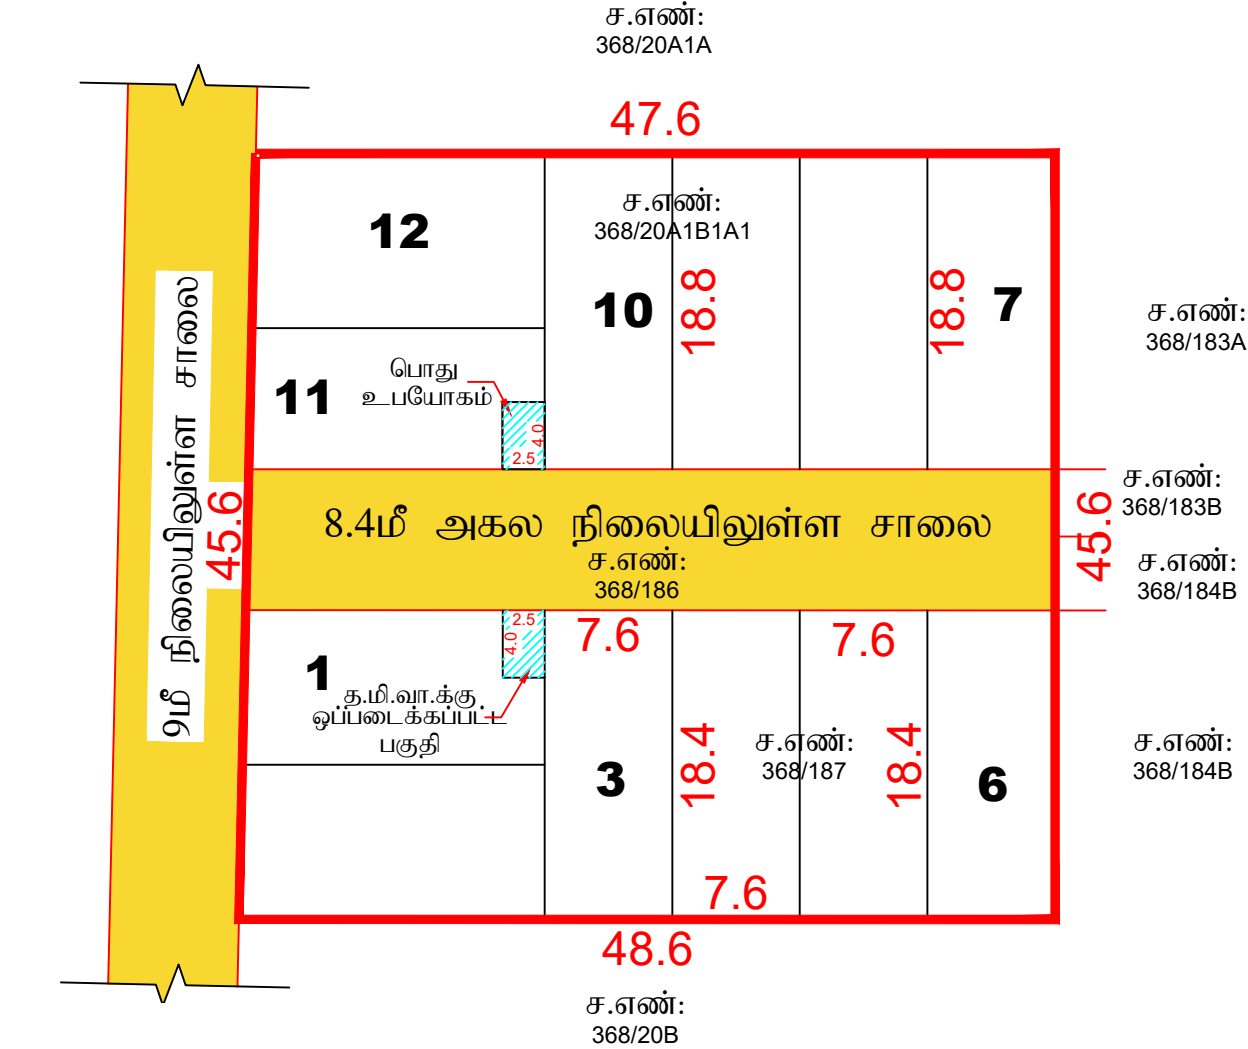 ச.எண்:
368/20A1A
47.6
12
ச.எண்:
368/20A1B1A1
10
18.8
18.8
7
ச.எண்:
368/183A
9மீ நிலையிலுள்ள சாலை
11
பொது
உபயோகம்
4.0
2.5
45.6
8.4மீ அகல நிலையிலுள்ள சாலை
ச.எண்:
368/186
ச.எண்:
368/183B
45.6
ச.எண்:
368/184B
2.5
4.0
7.6
7.6
1
த.மி.வா.க்கு
ஒப்படைக்கப்பட்ட
பகுதி
3
18.4
ச.எண்:
368/187
18.4
6
ச.எண்:
368/184B
7.6
48.6
ச.எண்:
368/20B